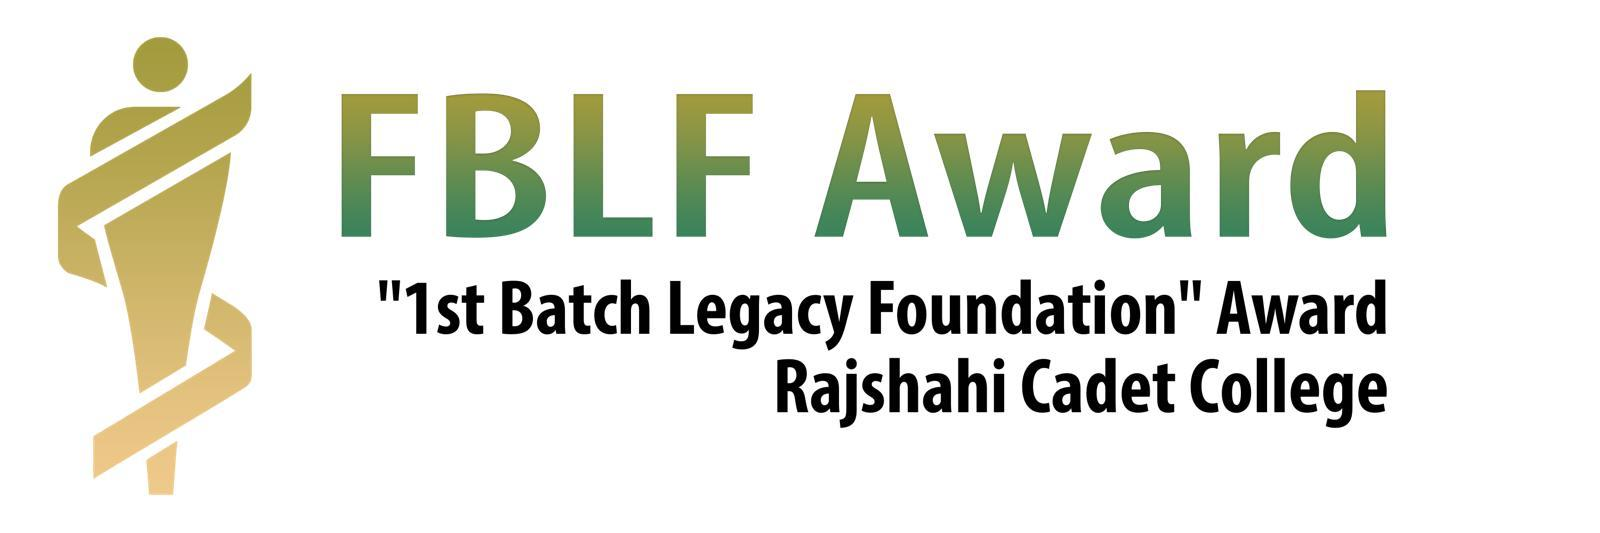 FBLF Award
"1st Batch Legacy Foundation" Award
Rajshahi Cadet College